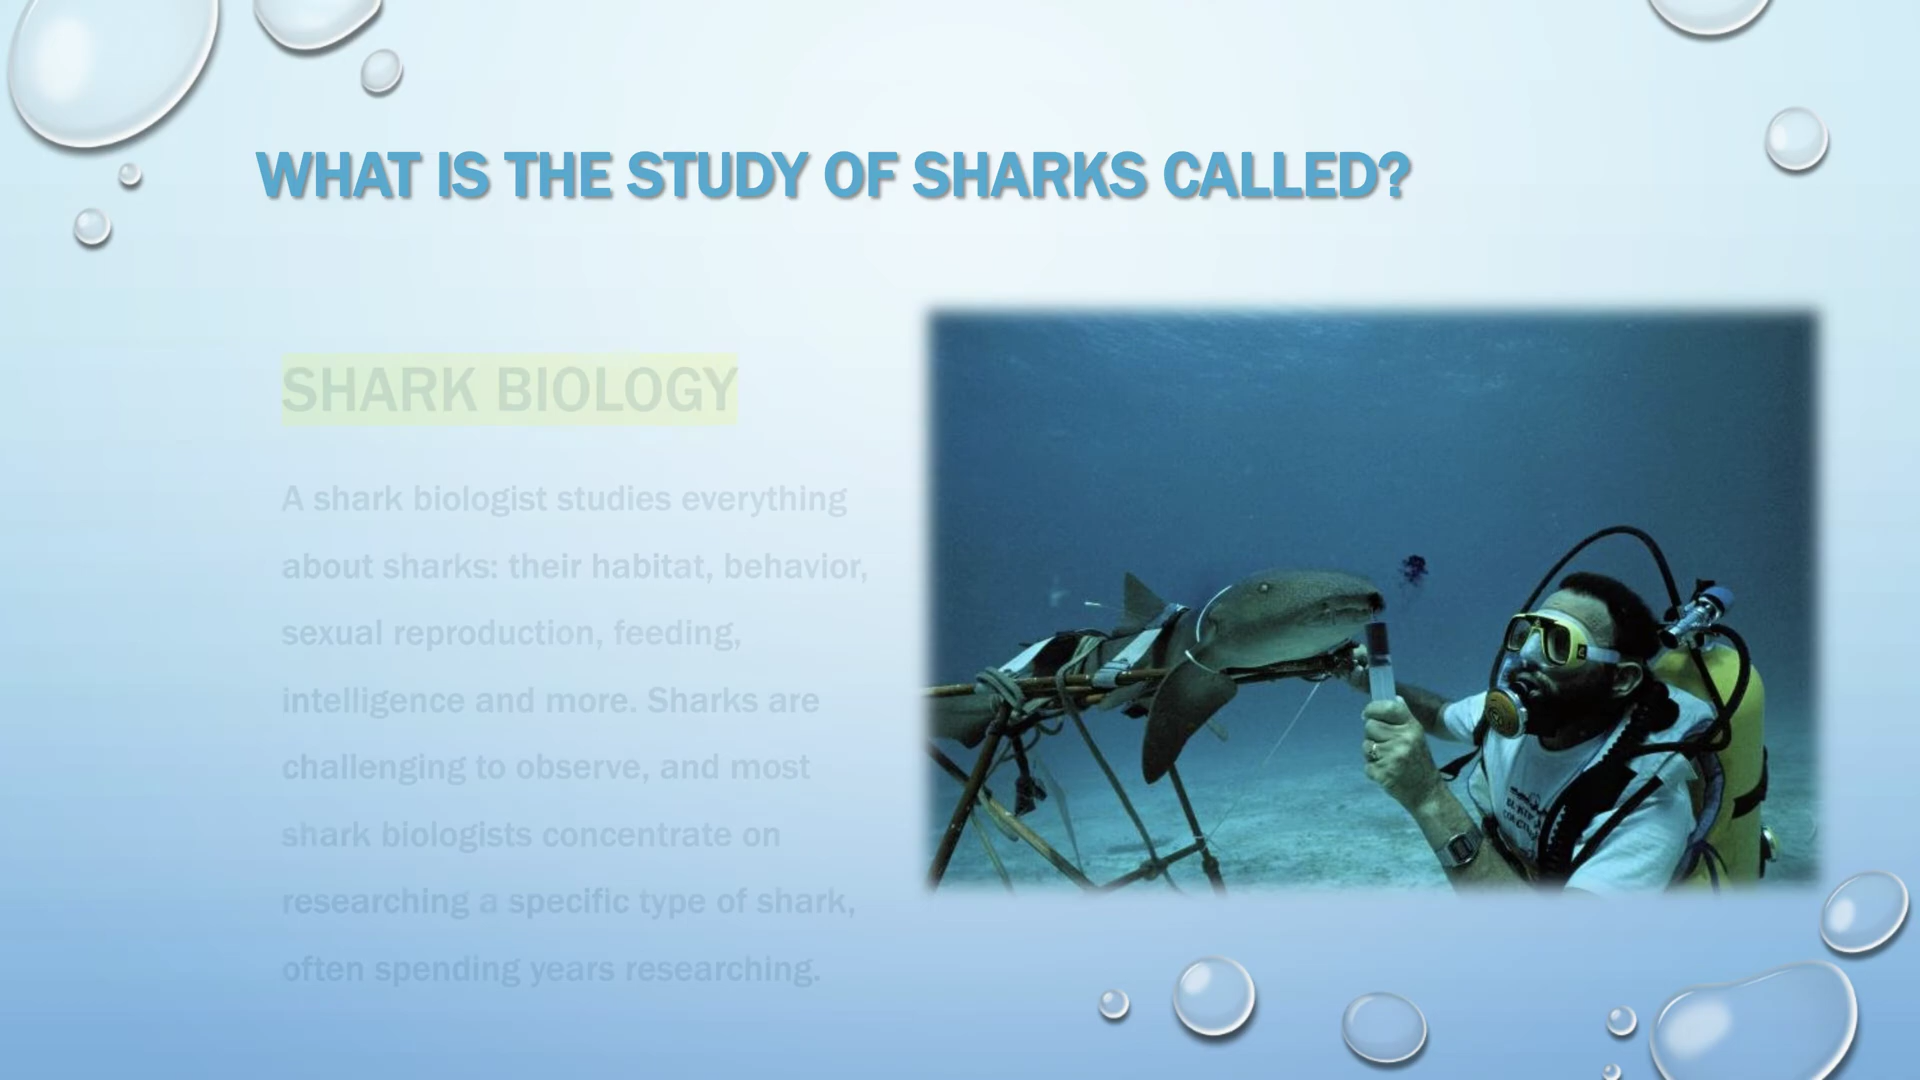 WHAT IS THE STUDY OF SHARKS CALLED?
SHARK BIOLOGY
A shark biologist studies everything
about sharks: their habitat, behavior,
sexual reproduction, feeding,
intelligence and more. Sharks are
challenging to observe, and most
shark biologists concentrate on
researching a specific type of shark,
often spending years researching.